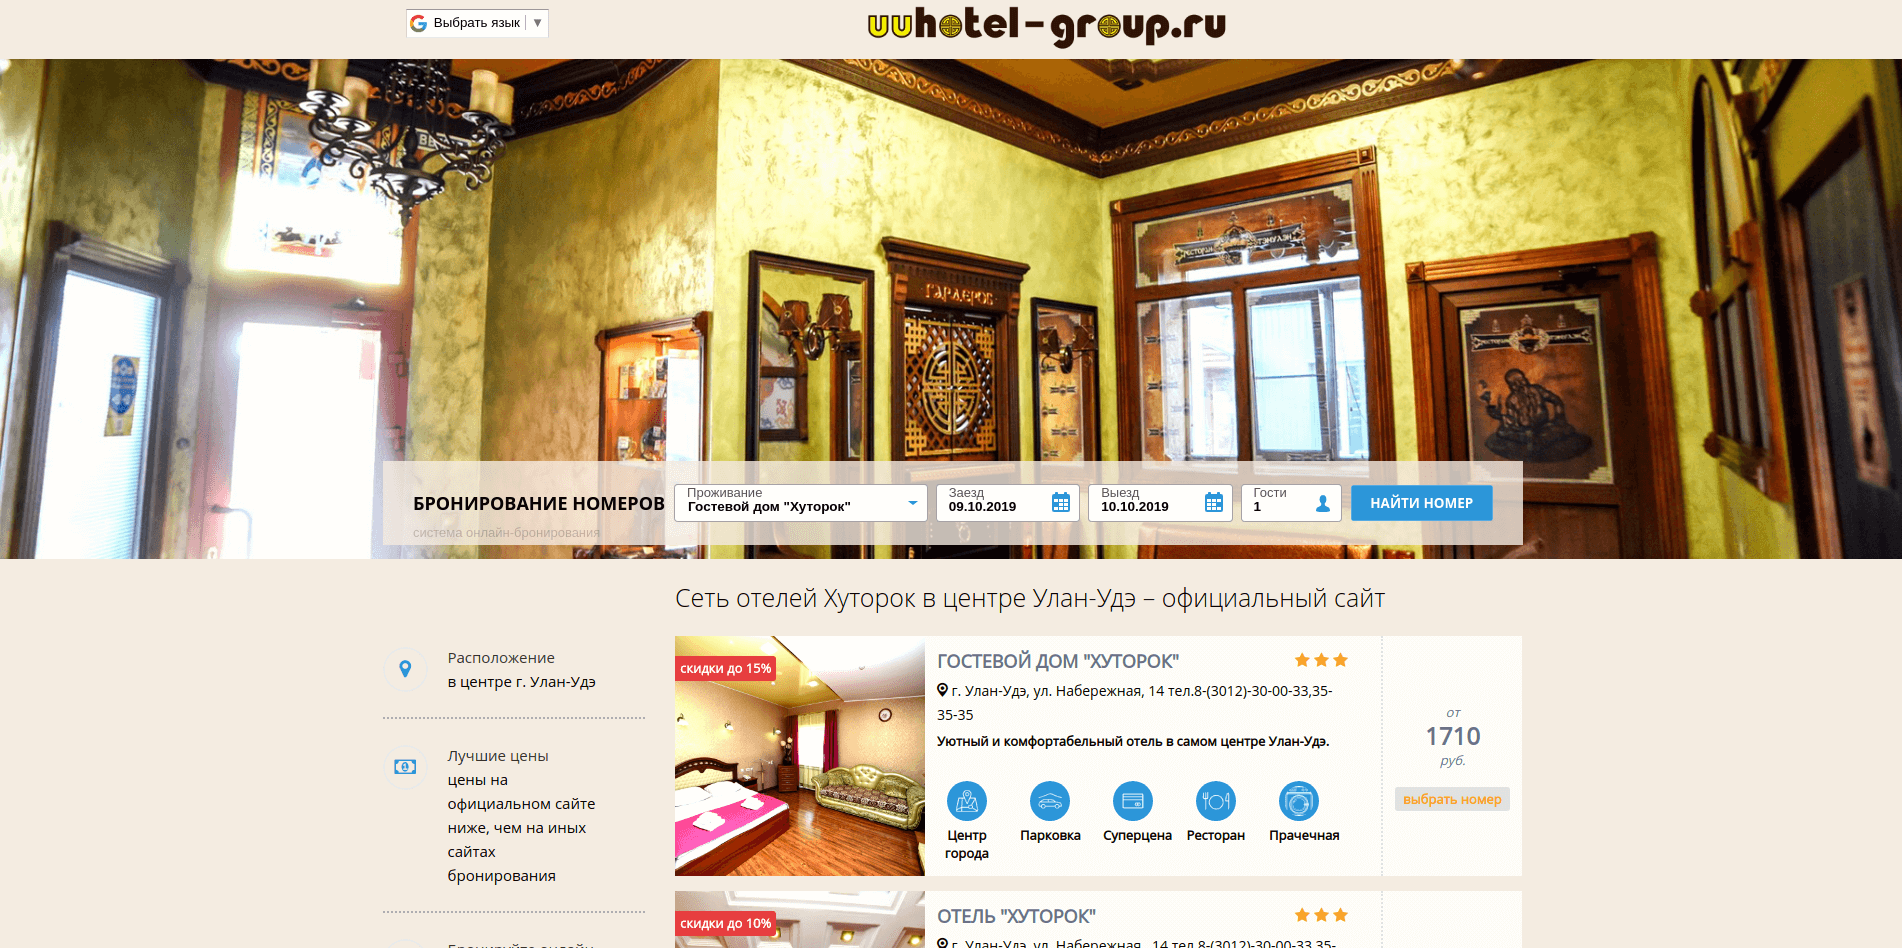 Выбрать язык ▼
uuhotel-group.ru
ГАРДЕРОБ
БРОНИРОВАНИЕ НОМЕРОВ
система онлайн-бронирования
Проживание
Гостевой дом "Хуторок"
Заезд
09.10.2019
Выезд
10.10.2019
Гости
1
НАЙТИ НОМЕР
Сеть отелей Хуторок в центре Улан-Удэ – официальный сайт
Расположение
в центре г. Улан-Удэ
Лучшие цены
цены на
официальном сайте
ниже, чем на иных
сайтах
бронирования
Бронируйте онлайн
скидки до 15%
ГОСТЕВОЙ ДОМ "ХУТОРОК"
г. Улан-Удэ, ул. Набережная, 14 тел.8-(3012)-30-00-33,35-
35-35
Уютный и комфортабельный отель в самом центре Улан-Удэ.
Центр
города
Парковка
Суперцена
Ресторан
Прачечная
от
1710
руб.
выбрать номер
скидки до 10%
ОТЕЛЬ "ХУТОРОК"
г. Улан-Удэ, ул. Набережная, 14 тел.8-(3012)-30-00-33,35-